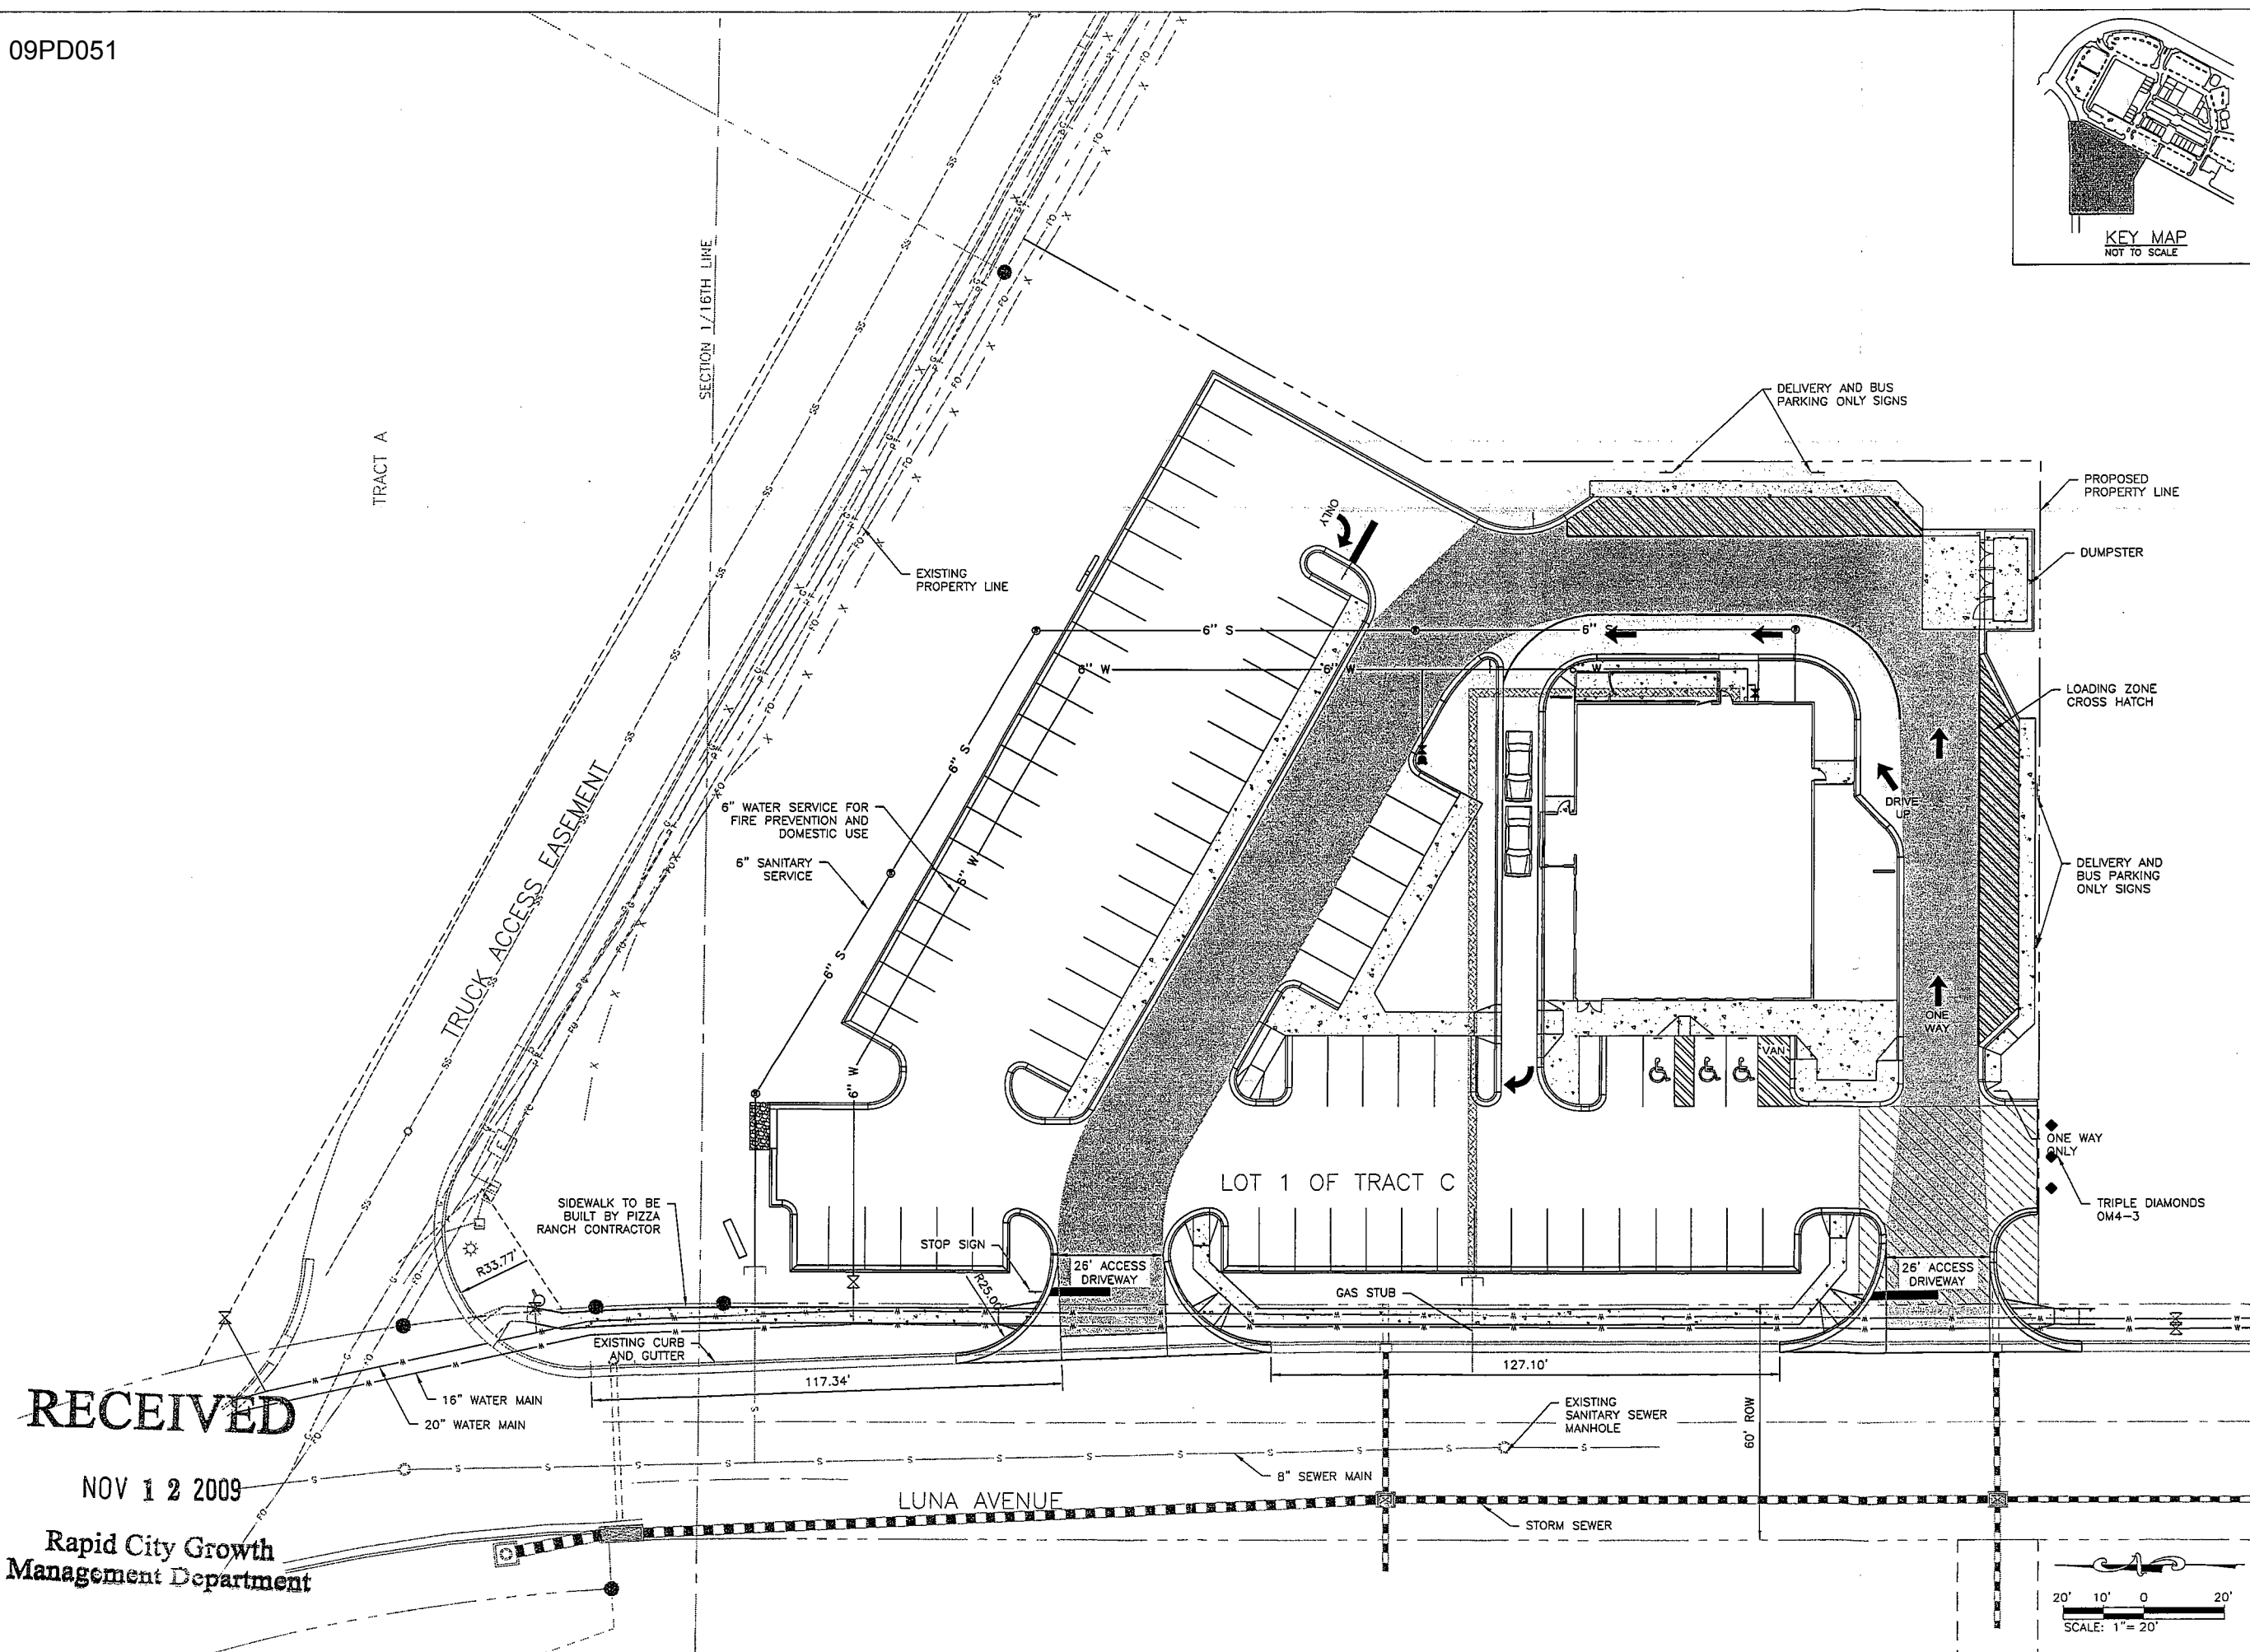 09PD051
KEY MAP
NOT TO SCALE
SECTION 1/16TH LINE
TRACT A
DELIVERY AND BUS
PARKING ONLY SIGNS
PROPOSED
PROPERTY LINE
ONLY
DUMPSTER
EXISTING
PROPERTY LINE
6" S
6" S
6" W
6" W
6" W
LOADING ZONE
CROSS HATCH
6" S
DRIVE
UP
6" WATER SERVICE FOR
FIRE PREVENTION AND
DOMESTIC USE
6" SANITARY
SERVICE
6" W
TRUCK ACCESS EASEMENT
DELIVERY AND
BUS PARKING
ONLY SIGNS
6" S
ONE
WAY
VAN
6" W
ONE WAY
ONLY
LOT 1 OF TRACT C
TRIPLE DIAMONDS
OM4-3
SIDEWALK TO BE
BUILT BY PIZZA
RANCH CONTRACTOR
STOP SIGN
R33.77'
R25.00'
26' ACCESS
DRIVEWAY
26' ACCESS
DRIVEWAY
GAS STUB
EXISTING CURB
AND GUTTER
117.34'
127.10'
16" WATER MAIN
20" WATER MAIN
EXISTING
SANITARY SEWER
MANHOLE
60' ROW
8" SEWER MAIN
LUNA AVENUE
STORM SEWER
RECEIVED
NOV 12 2009
Rapid City Growth
Management Department
20' 10' 0 20'
SCALE: 1"= 20'